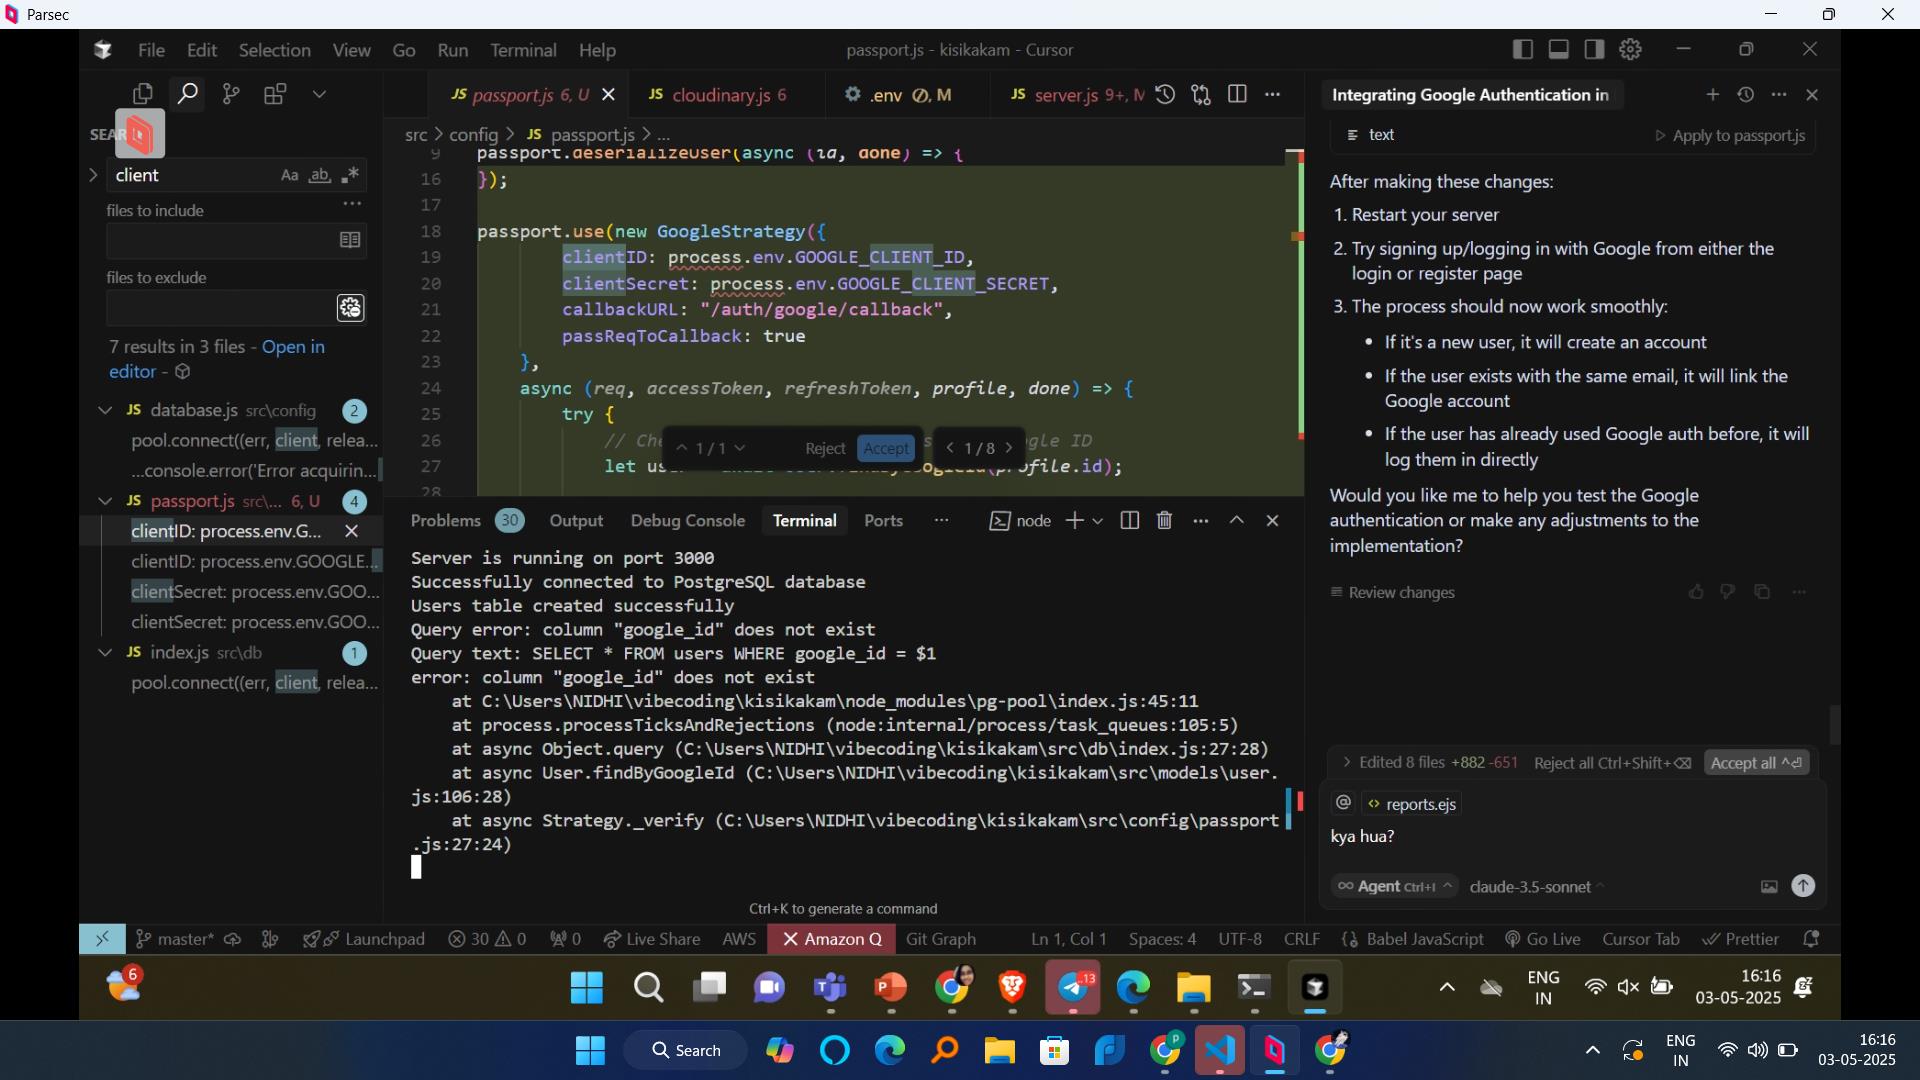 Parsec
File Edit Selection View Go Run Terminal Help
passport.js - kisikakam - Cursor
JS passport.js 6, U
JS cloudinary.js 6
.env M
JS server.js 9+, M
src > config > JS passport.js > ...
SEAR
client
Aa ab
files to include
files to exclude
7 results in 3 files - Open in
editor -
JS database.js src\config 2
pool.connect((err, client, relea...
...console.error('Error acquirin...
JS passport.js src\... 6, U 4
clientID: process.env.G...
clientID: process.env.GOOGLE...
clientSecret: process.env.GOO...
clientSecret: process.env.GOO...
JS index.js src\db 1
pool.connect((err, client, relea...
9 passport.deserializeUser(async (id, done) => {
16 });
17
18 passport.use(new GoogleStrategy({
19 clientID: process.env.GOOGLE_CLIENT_ID,
20 clientSecret: process.env.GOOGLE_CLIENT_SECRET,
21 callbackURL: "/auth/google/callback",
22 passReqToCallback: true
23 },
24 async (req, accessToken, refreshToken, profile, done) => {
25 try {
26 // Che gle ID
27 let us (profile.id);
28
1 / 1 Reject Accept 1 / 8
Problems 30 Output Debug Console Terminal Ports ... node
Server is running on port 3000
Successfully connected to PostgreSQL database
Users table created successfully
Query error: column "google_id" does not exist
Query text: SELECT * FROM users WHERE google_id = $1
error: column "google_id" does not exist
at C:\Users\NIDHI\vibecoding\kisikakam\node_modules\pg-pool\index.js:45:11
at process.processTicksAndRejections (node:internal/process/task_queues:105:5)
at async Object.query (C:\Users\NIDHI\vibecoding\kisikakam\src\db\index.js:27:28)
at async User.findByGoogleId (C:\Users\NIDHI\vibecoding\kisikakam\src\models\user.
js:106:28)
at async Strategy._verify (C:\Users\NIDHI\vibecoding\kisikakam\src\config\passport
.js:27:24)
Ctrl+K to generate a command
Integrating Google Authentication in
text
Apply to passport.js
After making these changes:
1. Restart your server
2. Try signing up/logging in with Google from either the
login or register page
3. The process should now work smoothly:
• If it's a new user, it will create an account
• If the user exists with the same email, it will link the
Google account
• If the user has already used Google auth before, it will
log them in directly
Would you like me to help you test the Google
authentication or make any adjustments to the
implementation?
Review changes
Edited 8 files +882 -651 Reject all Ctrl+Shift+⌫ Accept all ^⏎
@ reports.ejs
kya hua?
∞ Agent Ctrl+I claude-3.5-sonnet
master* Launchpad 30 0 0 Live Share AWS Amazon Q Git Graph Ln 1, Col 1 Spaces: 4 UTF-8 CRLF Babel JavaScript Go Live Cursor Tab Prettier
6
13
ENG
IN
16:16
03-05-2025
Search
P
ENG
IN
16:16
03-05-2025